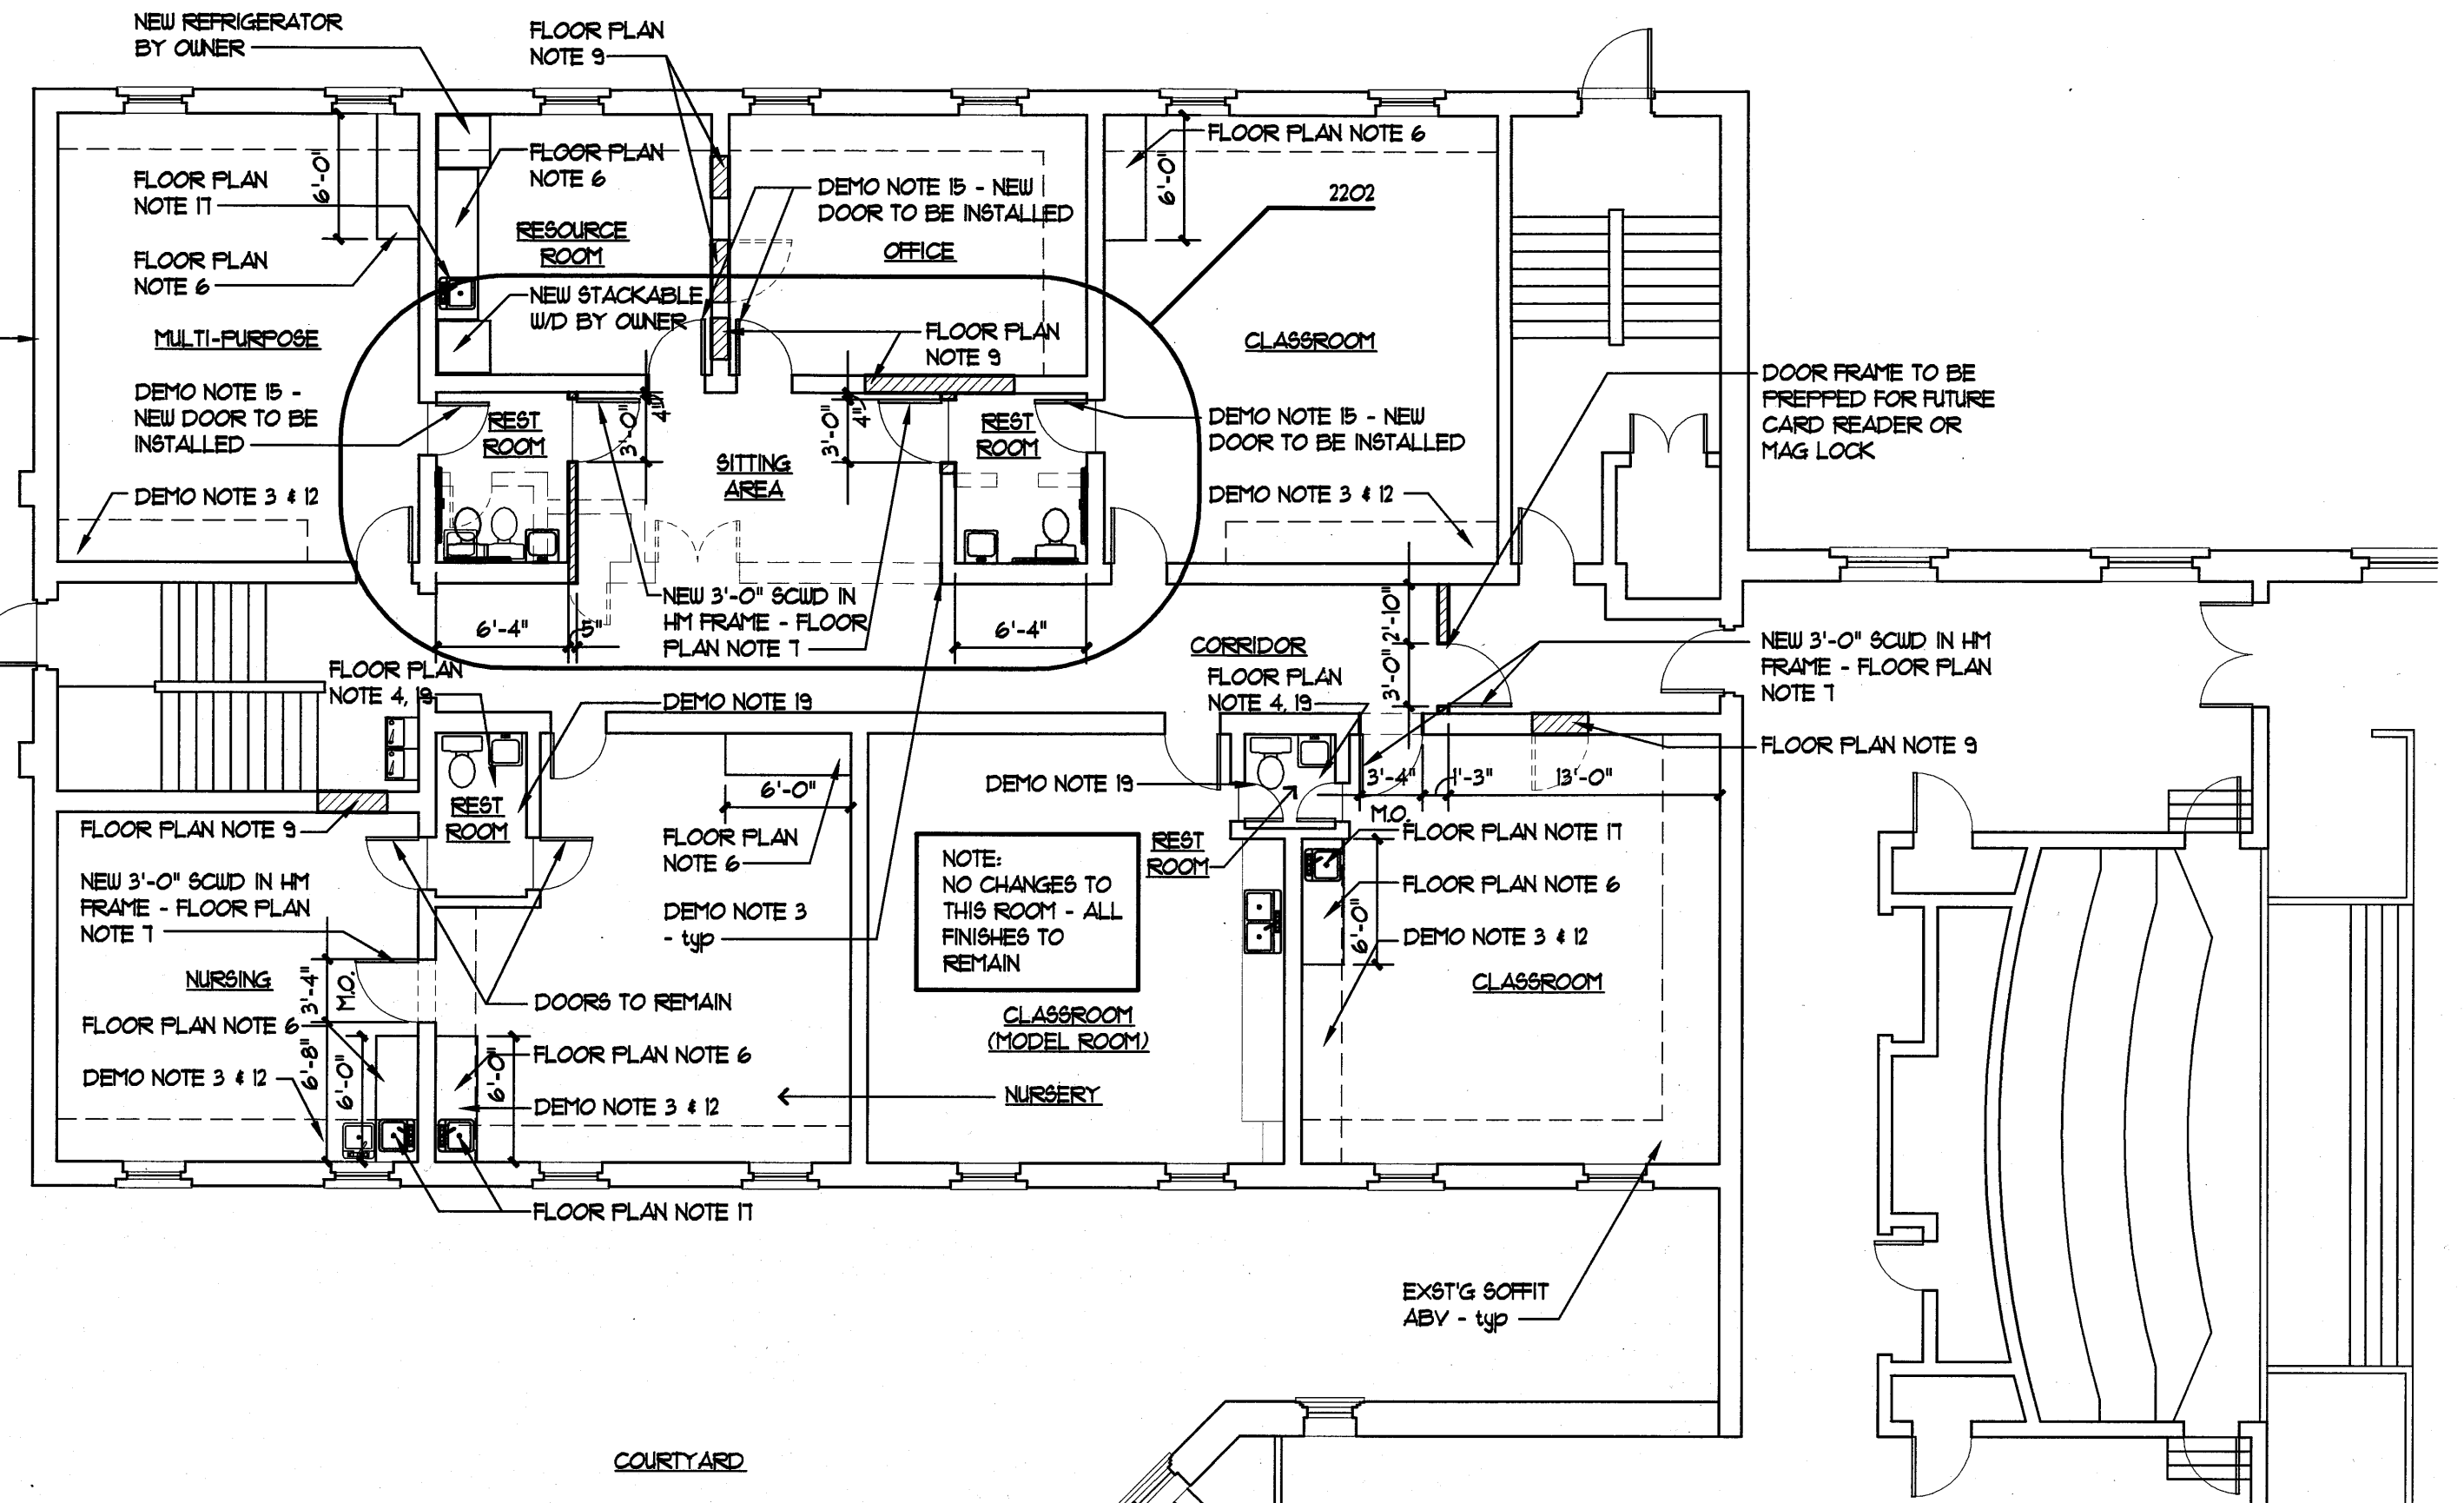 NEW REFRIGERATOR
BY OWNER
FLOOR PLAN
NOTE 9
FLOOR PLAN
NOTE 17
6'-0"
FLOOR PLAN
NOTE 6
FLOOR PLAN
NOTE 6
RESOURCE
ROOM
DEMO NOTE 15 - NEW
DOOR TO BE INSTALLED
OFFICE
FLOOR PLAN NOTE 6
6'-0"
2202
MULTI-PURPOSE
NEW STACKABLE
W/D BY OWNER
FLOOR PLAN
NOTE 9
CLASSROOM
DEMO NOTE 15 -
NEW DOOR TO BE
INSTALLED
REST
ROOM
3'-0"
4"
SITTING
AREA
3'-0"
4"
REST
ROOM
DEMO NOTE 15 - NEW
DOOR TO BE INSTALLED
DOOR FRAME TO BE
PREPPED FOR FUTURE
CARD READER OR
MAG LOCK
DEMO NOTE 3 & 12
DEMO NOTE 3 & 12
6'-4"
5"
NEW 3'-0" SCWD IN
HM FRAME - FLOOR
PLAN NOTE 7
6'-4"
2'-10"
3'-0"
CORRIDOR
NEW 3'-0" SCWD IN HM
FRAME - FLOOR PLAN
NOTE 7
FLOOR PLAN
NOTE 4, 19
DEMO NOTE 19
FLOOR PLAN
NOTE 4, 19
FLOOR PLAN NOTE 9
REST
ROOM
6'-0"
DEMO NOTE 19
3'-4"
M.O.
1'-3"
13'-0"
FLOOR PLAN NOTE 9
FLOOR PLAN
NOTE 6
NOTE:
NO CHANGES TO
THIS ROOM - ALL
FINISHES TO
REMAIN
REST
ROOM
FLOOR PLAN NOTE 17
FLOOR PLAN NOTE 6
6'-0"
NEW 3'-0" SCWD IN HM
FRAME - FLOOR PLAN
NOTE 7
DEMO NOTE 3
- typ
DEMO NOTE 3 & 12
NURSING
3'-4"
M.O.
DOORS TO REMAIN
CLASSROOM
FLOOR PLAN NOTE 6
6'-8"
6'-0"
CLASSROOM
(MODEL ROOM)
6'-0"
FLOOR PLAN NOTE 6
DEMO NOTE 3 & 12
DEMO NOTE 3 & 12
NURSERY
FLOOR PLAN NOTE 17
EXST'G SOFFIT
ABV - typ
COURTYARD